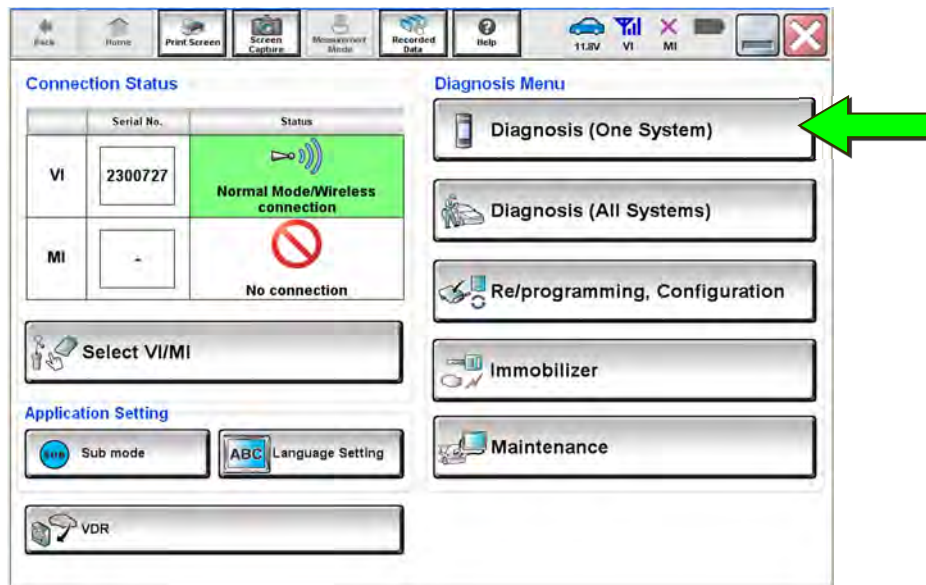 Back
Home
Print Screen
Screen
Capture
Measurement
Mode
Recorded
Data
Help
11.8V
VI
MI
Connection Status
Serial No.
Status
VI
2300727
Normal Mode/Wireless
connection
MI
-
No connection
Select VI/MI
Application Setting
SUB
Sub mode
ABC
Language Setting
VDR
Diagnosis Menu
Diagnosis (One System)
Diagnosis (All Systems)
Re/programming, Configuration
Immobilizer
Maintenance